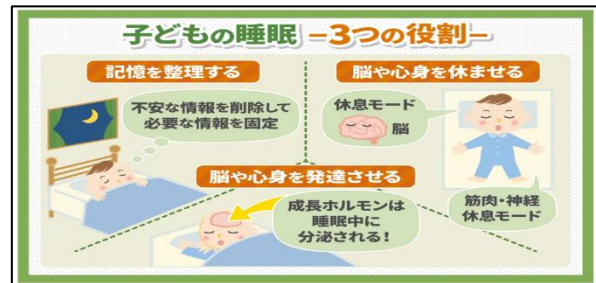 子どもの睡眠 −3つの役割−
記憶を整理する
不安な情報を削除して
必要な情報を固定
脳や心身を休ませる
休息モード
脳
筋肉・神経
休息モード
脳や心身を発達させる
成長ホルモンは
睡眠中に
分泌される！